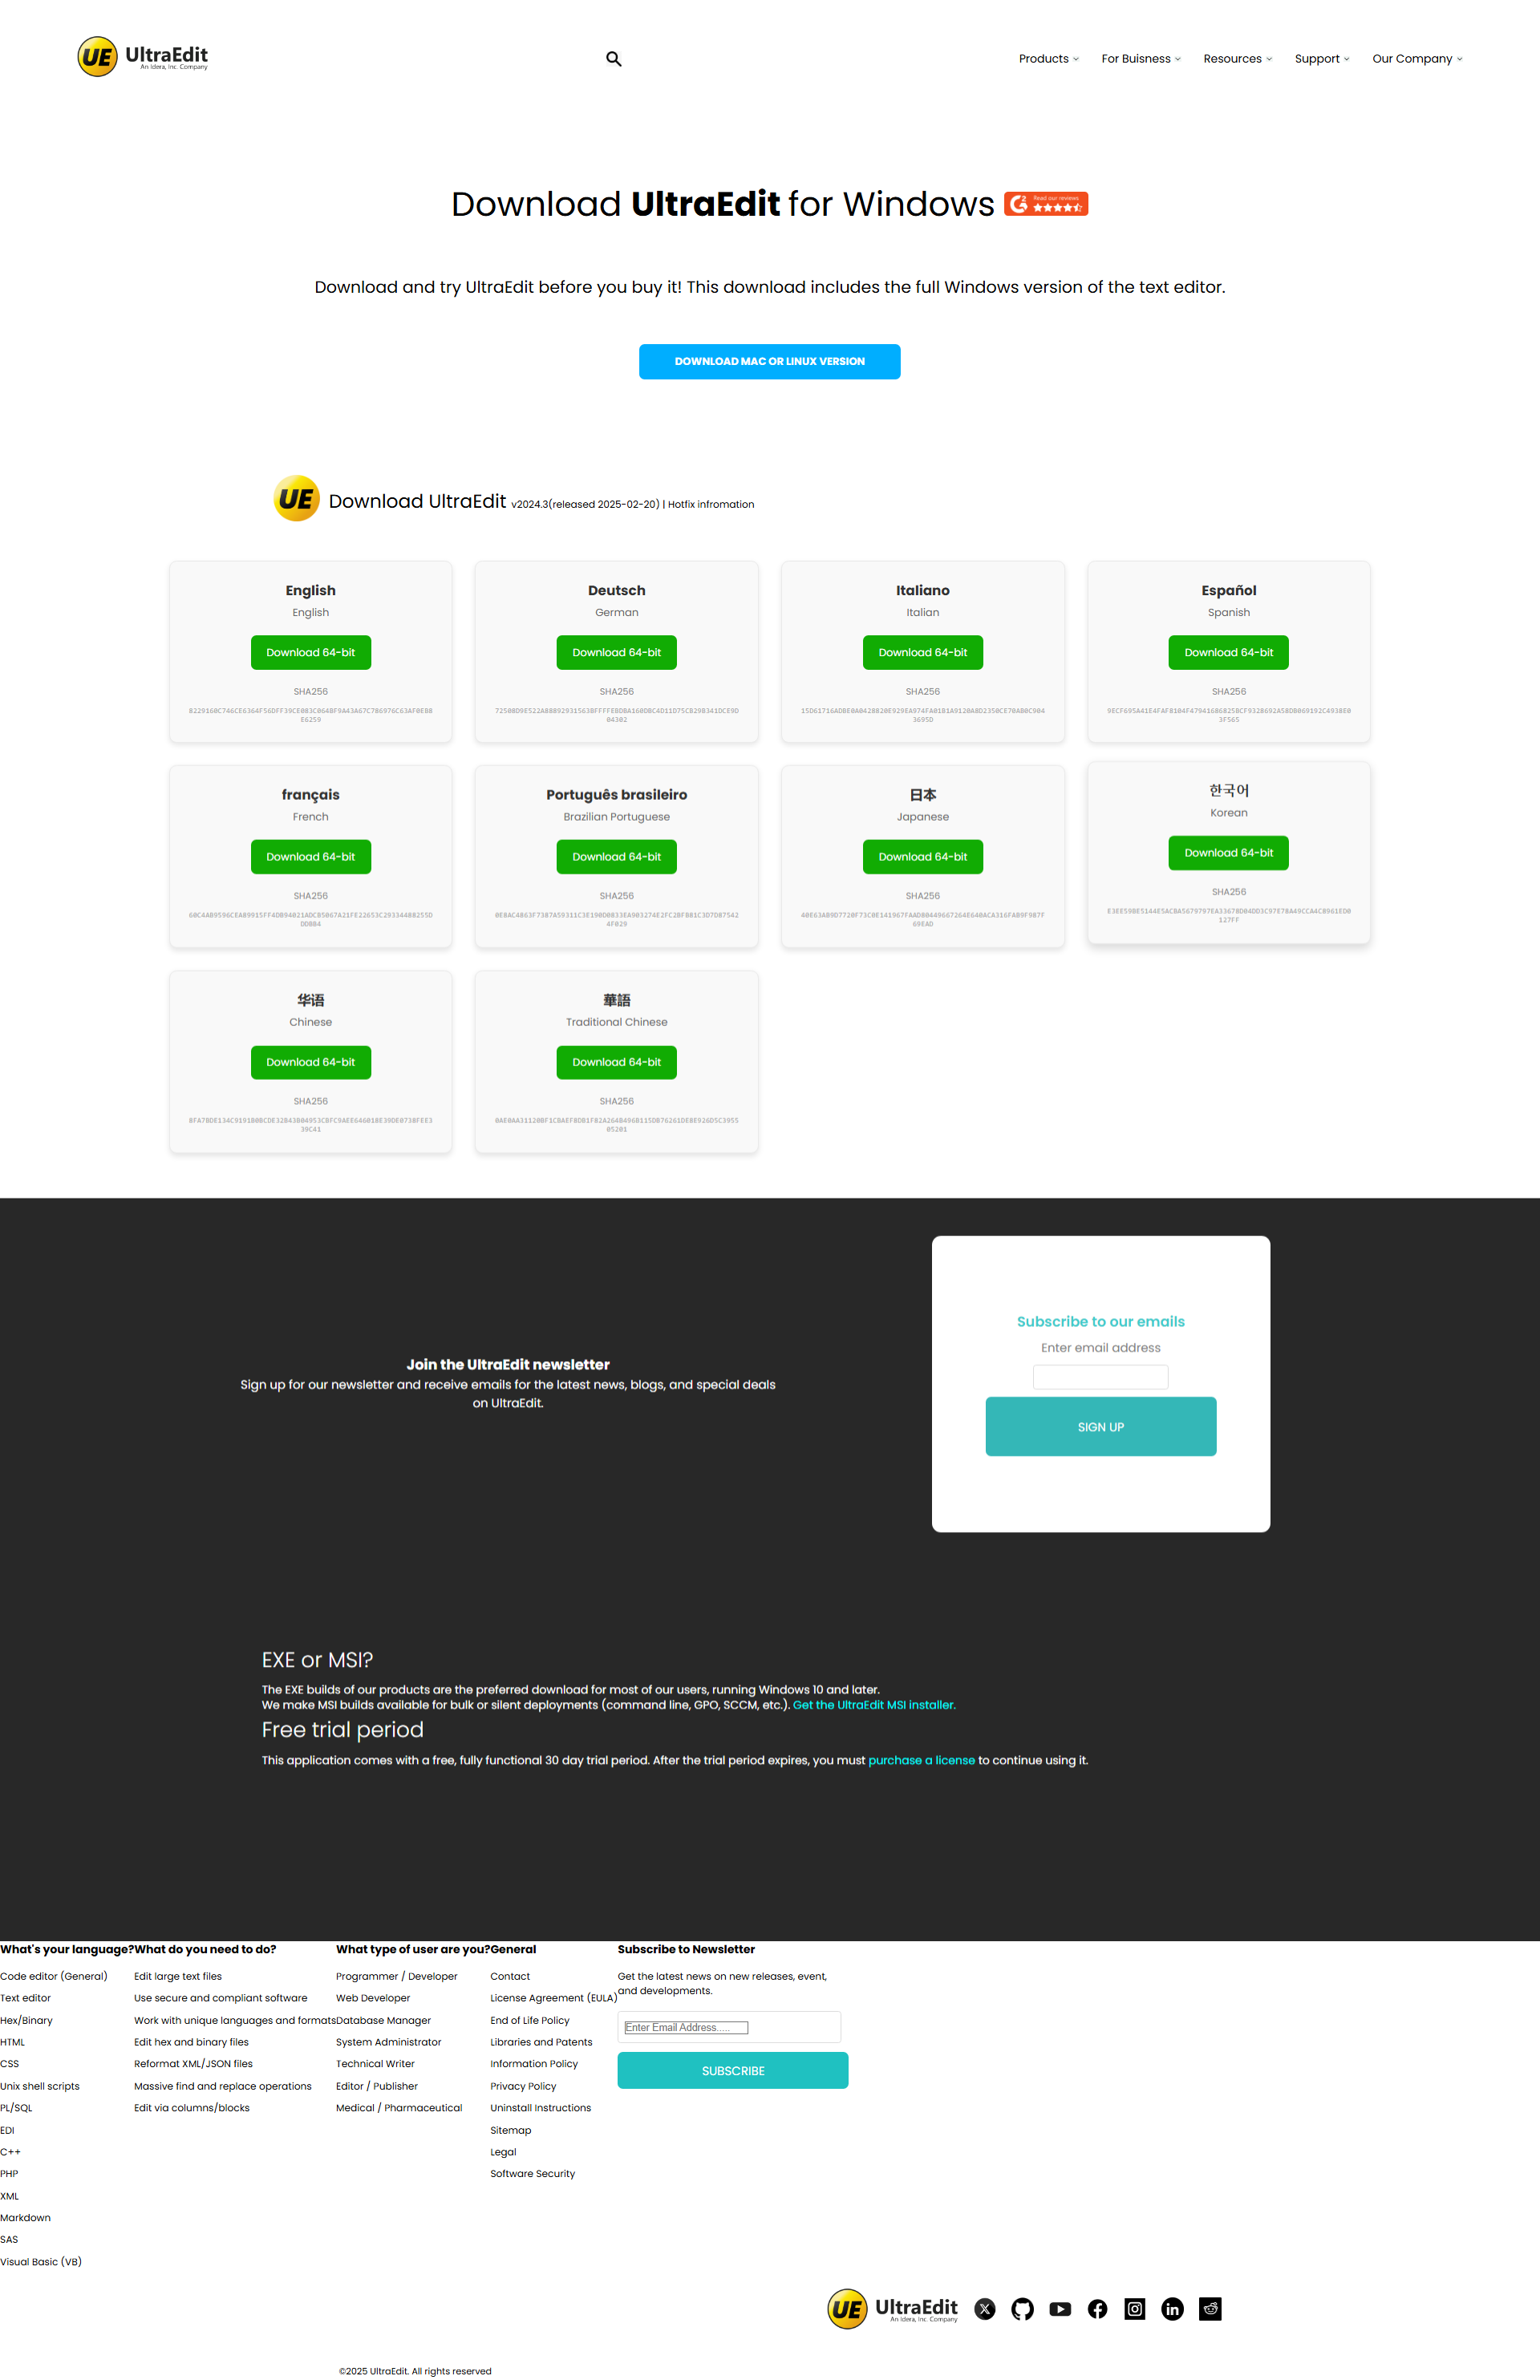 UE UltraEdit
An Idera, Inc. Company
Products
For Buisness
Resources
Support
Our Company
Download UltraEdit for Windows
Read our reviews
Download and try UltraEdit before you buy it! This download includes the full Windows version of the text editor.
DOWNLOAD MAC OR LINUX VERSION
UE Download UltraEdit v2024.3(released 2025-02-20) | Hotfix infromation
English
English
Download 64-bit
SHA256
Deutsch
German
Download 64-bit
SHA256
Italiano
Italian
Download 64-bit
SHA256
Español
Spanish
Download 64-bit
SHA256
français
French
Download 64-bit
SHA256
Português brasileiro
Brazilian Portuguese
Download 64-bit
SHA256
日本
Japanese
Download 64-bit
SHA256
한국어
Korean
Download 64-bit
SHA256
华语
Chinese
Download 64-bit
SHA256
華語
Traditional Chinese
Download 64-bit
SHA256
Join the UltraEdit newsletter
Sign up for our newsletter and receive emails for the latest news, blogs, and special deals
on UltraEdit.
Subscribe to our emails
Enter email address
SIGN UP
EXE or MSI?
The EXE builds of our products are the preferred download for most of our users, running Windows 10 and later.
We make MSI builds available for bulk or silent deployments (command line, GPO, SCCM, etc.). Get the UltraEdit MSI installer.
Free trial period
This application comes with a free, fully functional 30 day trial period. After the trial period expires, you must purchase a license to continue using it.
What's your language?
Code editor (General)
Text editor
Hex/Binary
HTML
CSS
Unix shell scripts
PL/SQL
EDI
C++
PHP
XML
Markdown
SAS
Visual Basic (VB)
What do you need to do?
Edit large text files
Use secure and compliant software
Work with unique languages and formats
Edit hex and binary files
Reformat XML/JSON files
Massive find and replace operations
Edit via columns/blocks
What type of user are you?
Programmer / Developer
Web Developer
Database Manager
System Administrator
Technical Writer
Editor / Publisher
Medical / Pharmaceutical
General
Contact
License Agreement (EULA)
End of Life Policy
Libraries and Patents
Information Policy
Privacy Policy
Uninstall Instructions
Sitemap
Legal
Software Security
Subscribe to Newsletter
Get the latest news on new releases, event,
and developments.
Enter Email Address.....
SUBSCRIBE
UE UltraEdit
An Idera, Inc. Company
©2025 UltraEdit. All rights reserved